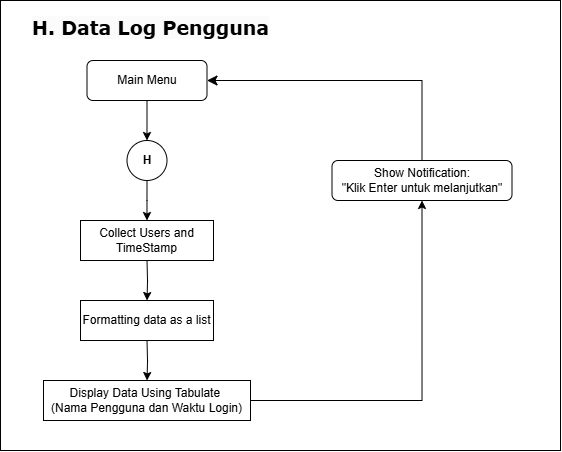 H. Data Log Pengguna
Main Menu
H
Collect Users and
TimeStamp
Formatting data as a list
Display Data Using Tabulate
(Nama Pengguna dan Waktu Login)
Show Notification:
"Klik Enter untuk melanjutkan"